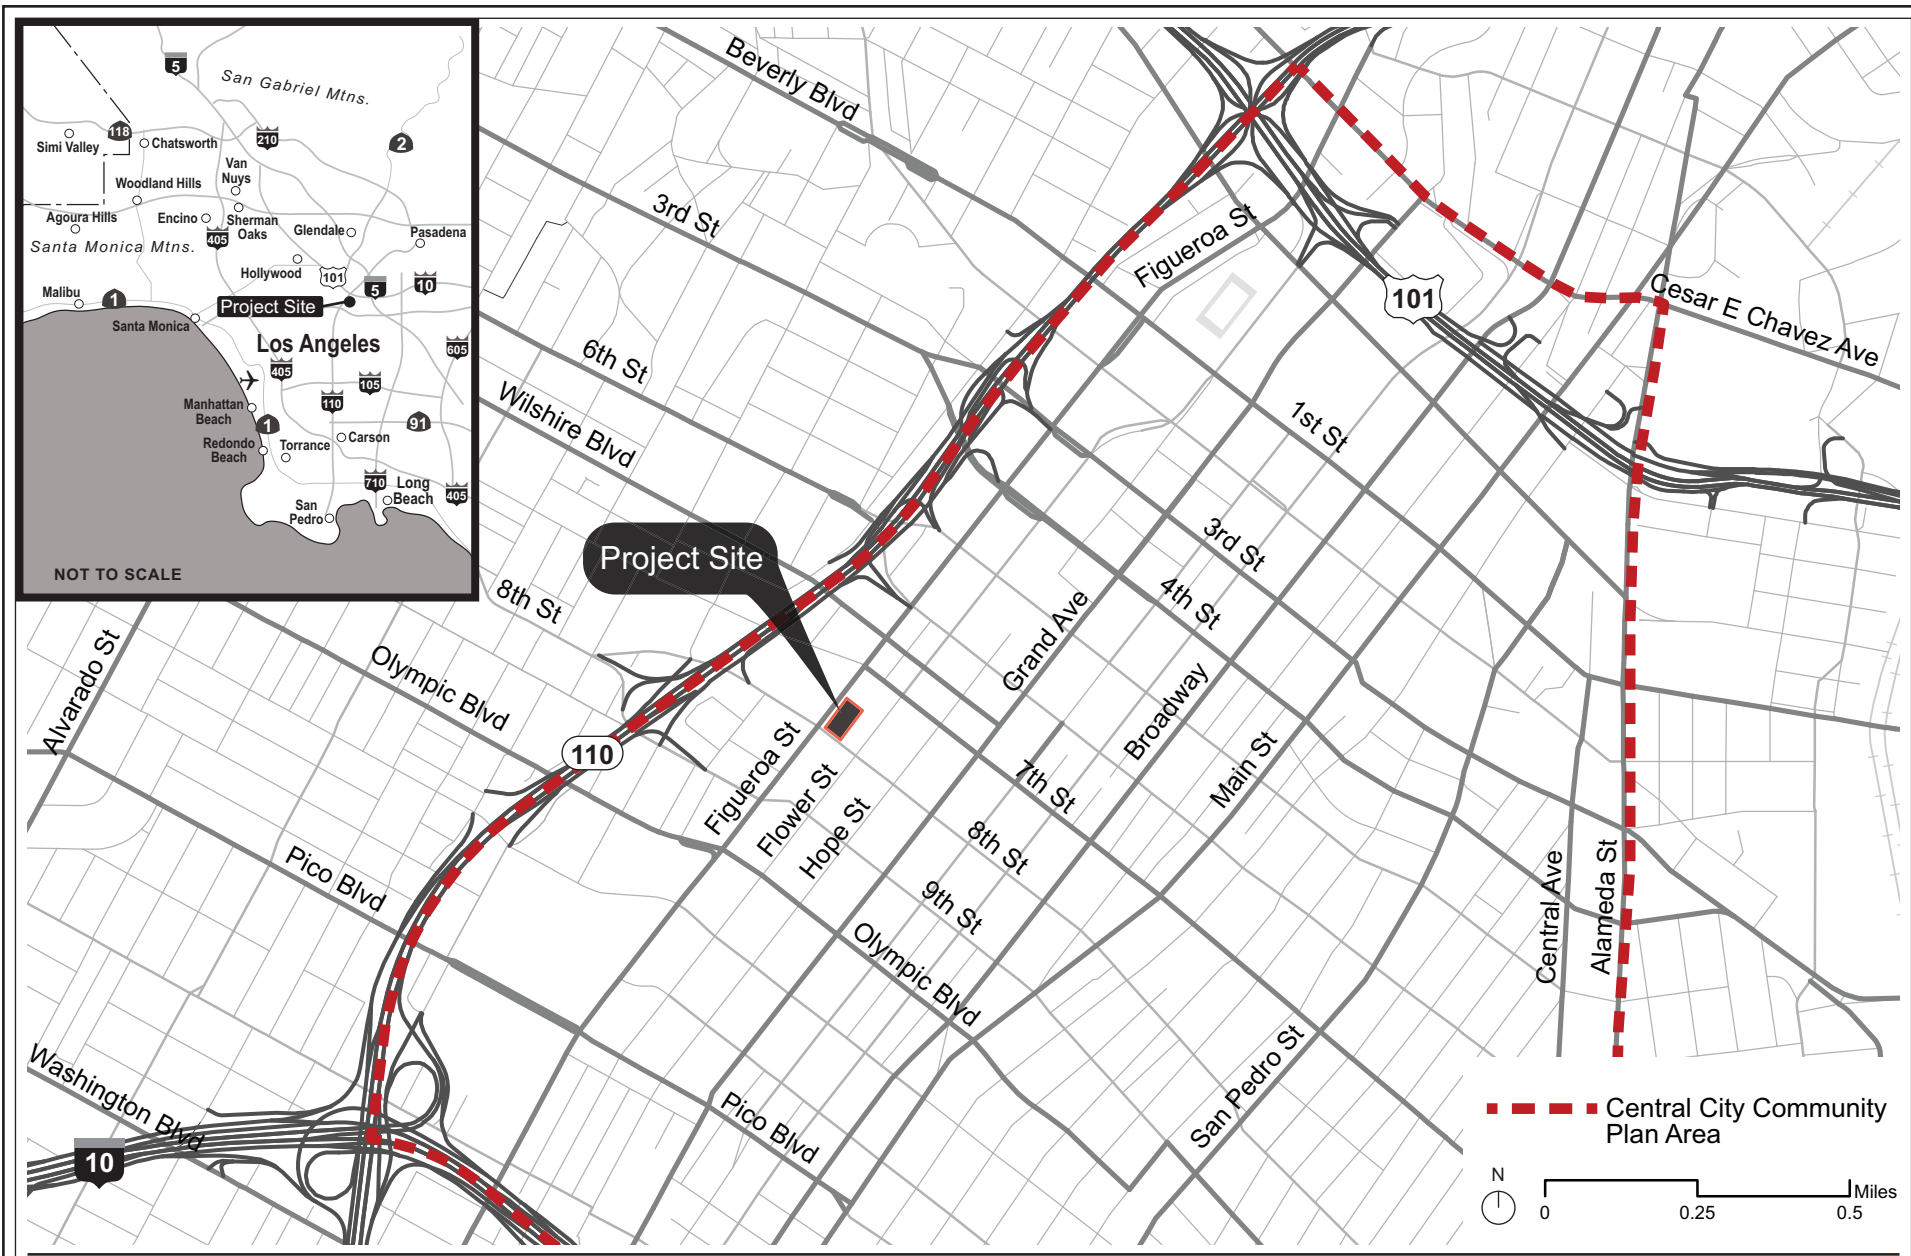 5
San Gabriel Mtns.
118
Simi Valley
Chatsworth
210
2
Van
Nuys
Woodland Hills
Agoura Hills
Encino
Sherman
Oaks
405
Glendale
Pasadena
Santa Monica Mtns.
Hollywood
101
5
10
Malibu
1
Project Site
Santa Monica
Los Angeles
605
405
105
Manhattan
Beach
110
91
1
Redondo
Beach
Torrance
Carson
710
Long
Beach
405
San
Pedro
NOT TO SCALE
Beverly Blvd
3rd St
Figueroa St
101
Cesar E Chavez Ave
6th St
Wilshire Blvd
1st St
3rd St
4th St
Project Site
8th St
Grand Ave
Olympic Blvd
Alvarado St
110
Figueroa St
Flower St
Hope St
Broadway
Main St
7th St
8th St
9th St
Olympic Blvd
Pico Blvd
Central Ave
Alameda St
Washington Blvd
10
Pico Blvd
San Pedro St
Central City Community
Plan Area
N
0
0.25
0.5
Miles